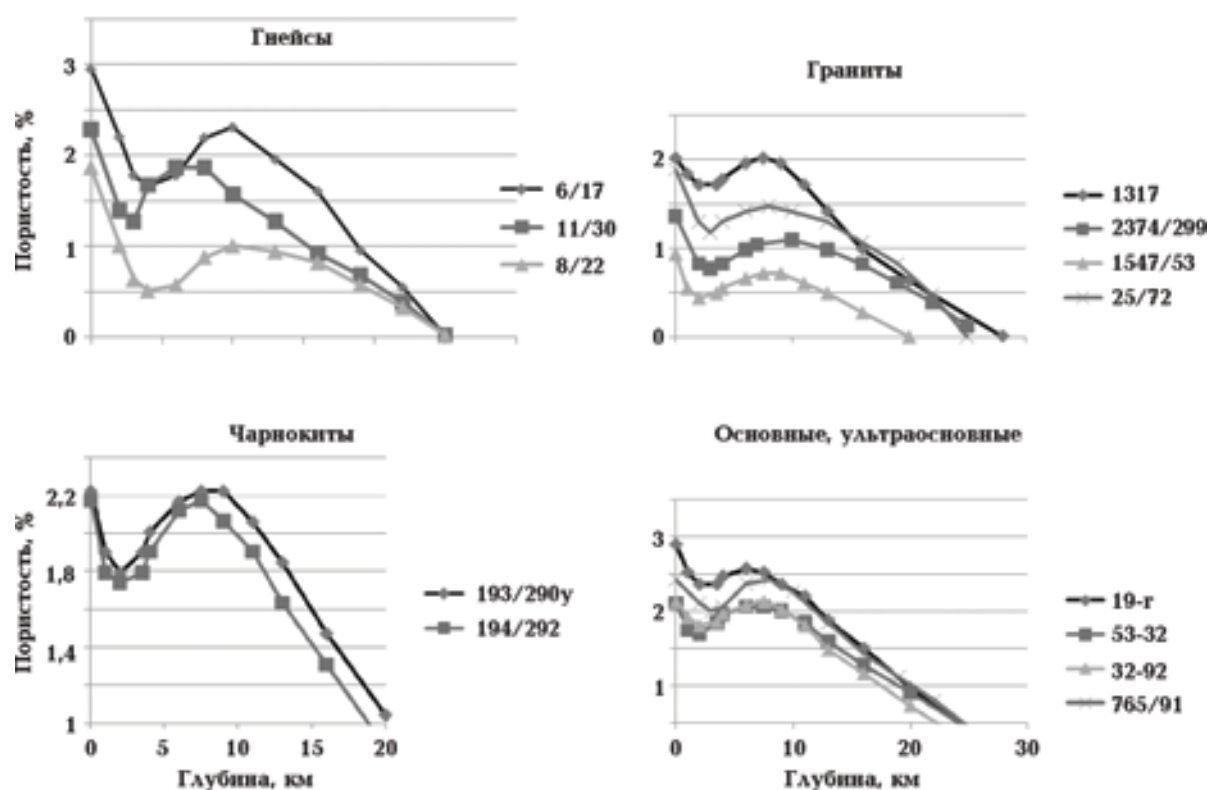 Гнейсы
Пористость, %
3
2
1
0
6/17
11/30
8/22
Граниты
2
1
0
1317
2374/299
1547/53
25/72
Чарнокиты
Пористость, %
2,2
1,8
1,4
1
0 5 10 15 20
Глубина, км
193/290у
194/292
Основные, ультраосновные
3
2
1
0 10 20 30
Глубина, км
19-г
53-32
32-92
765/91